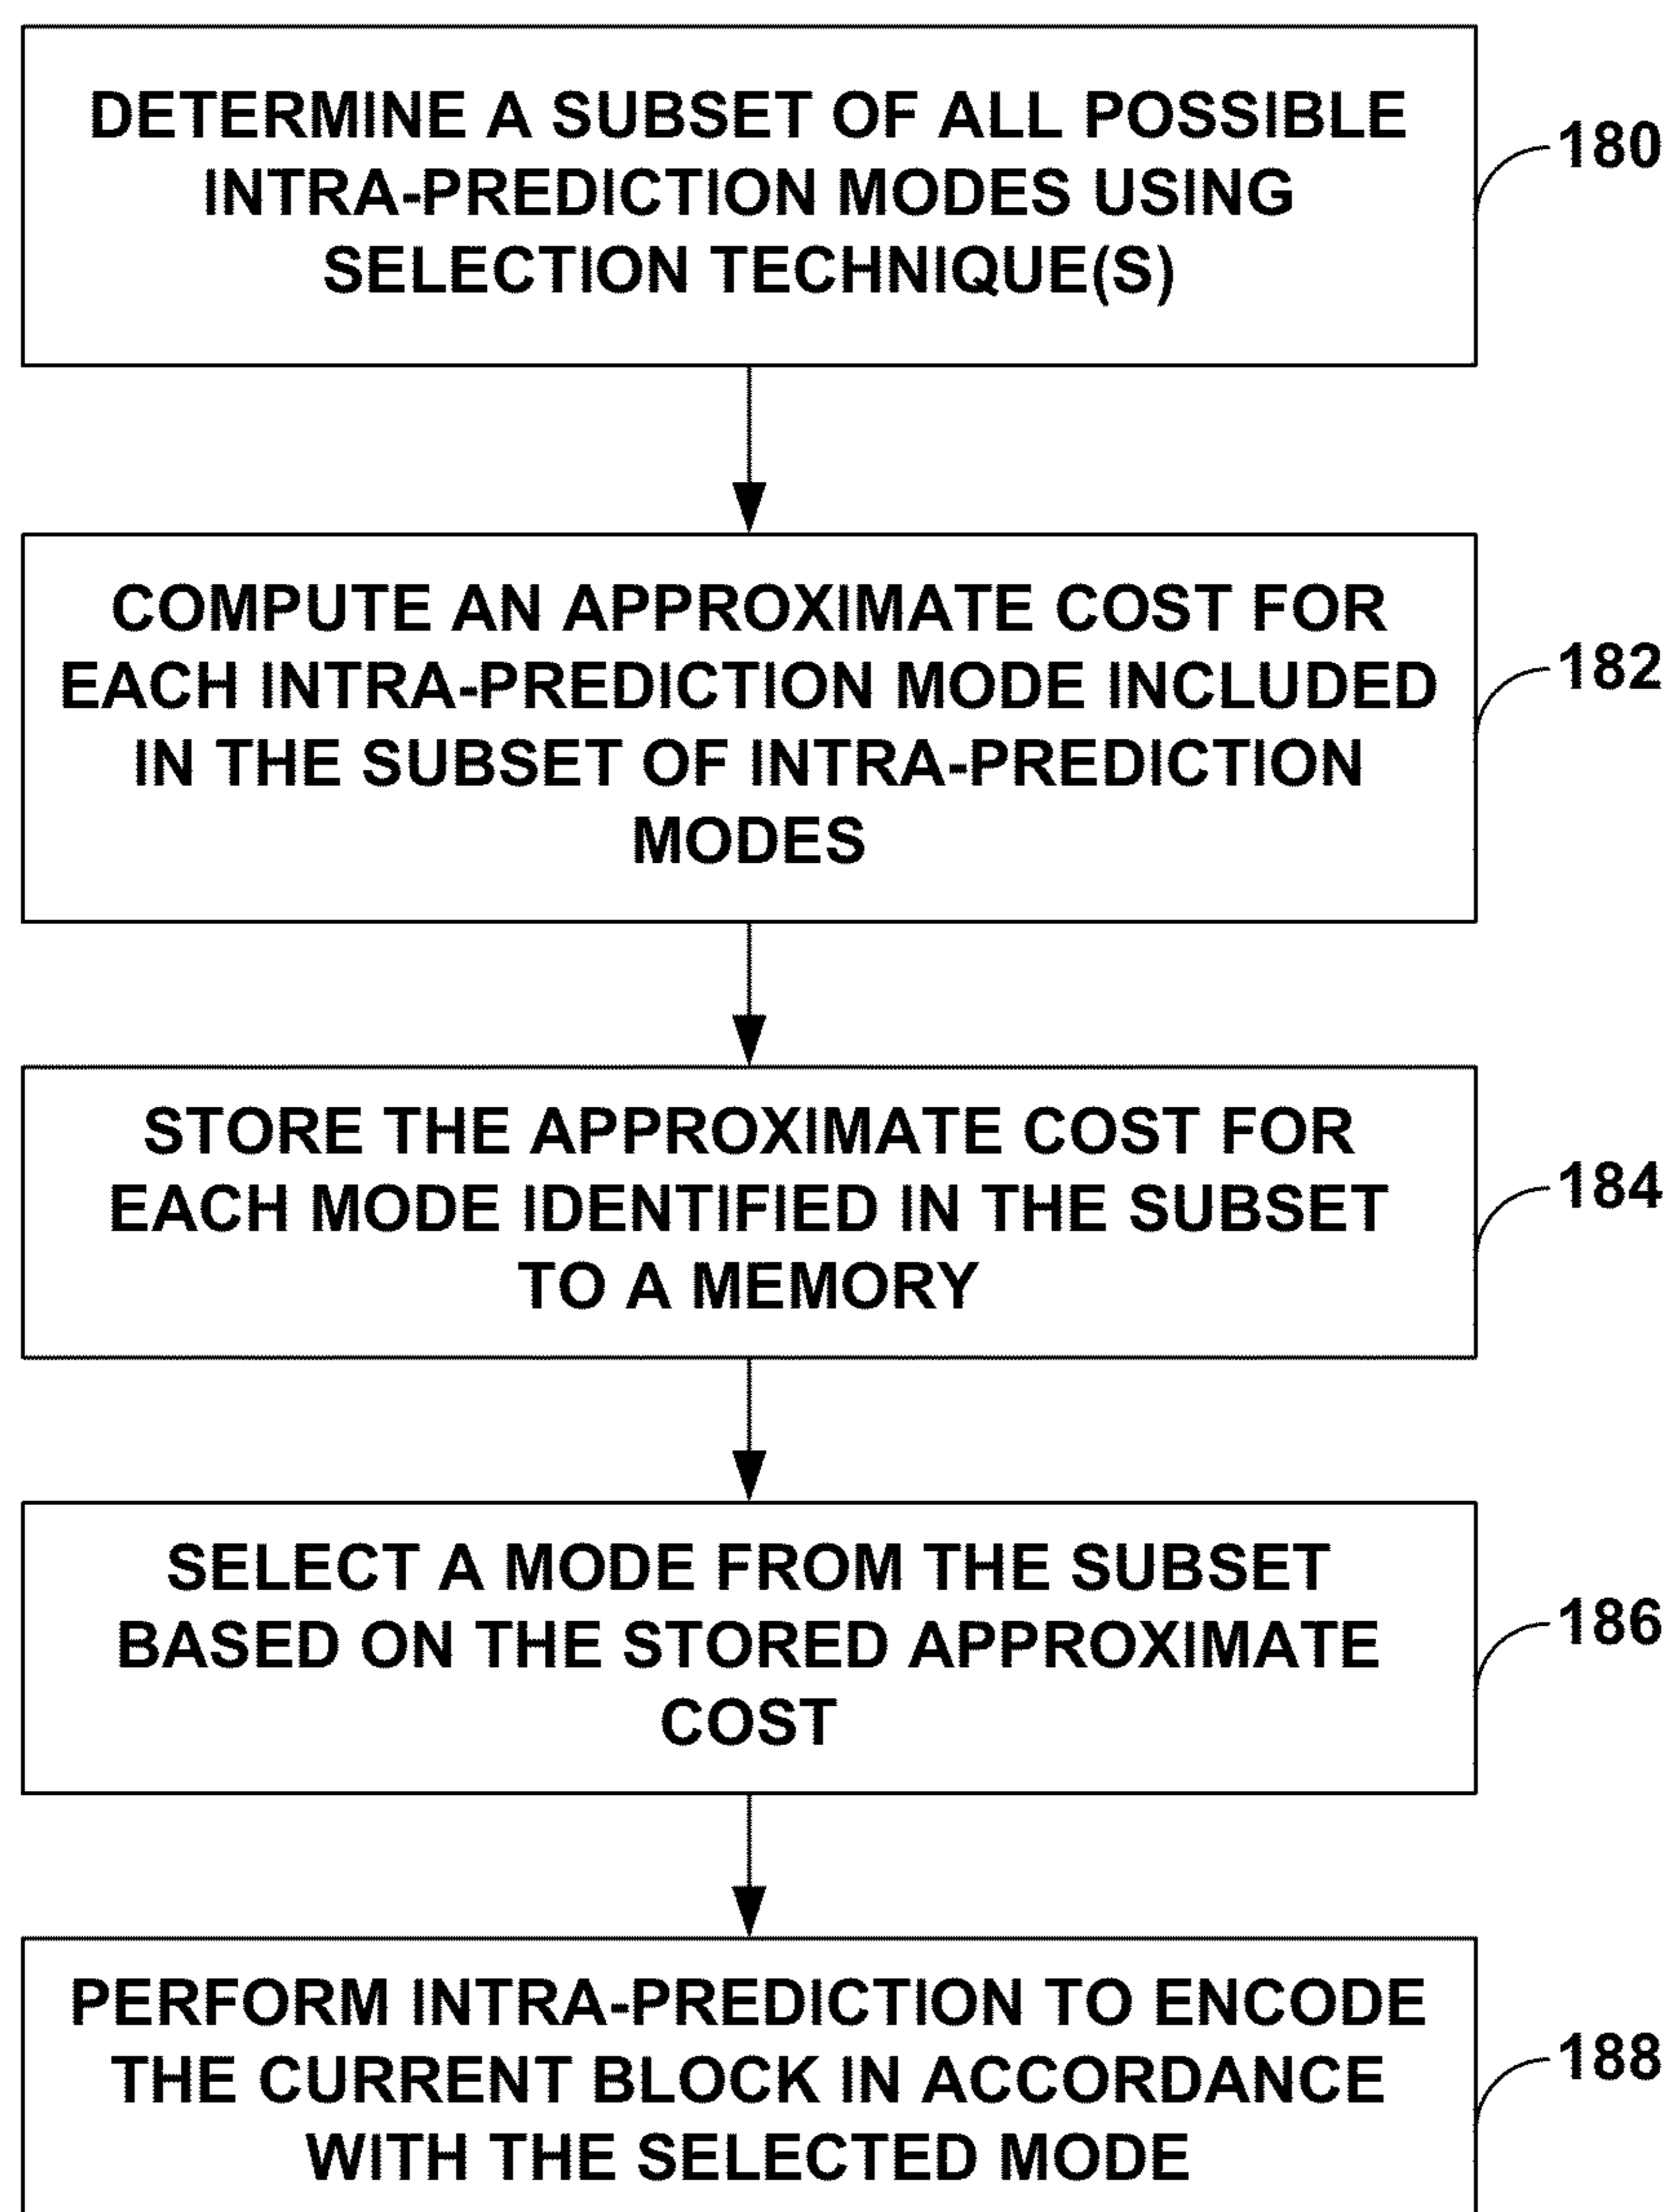 DETERMINE A SUBSET OF ALL POSSIBLE
INTRA-PREDICTION MODES USING
SELECTION TECHNIQUE(S)
180
COMPUTE AN APPROXIMATE COST FOR
EACH INTRA-PREDICTION MODE INCLUDED
IN THE SUBSET OF INTRA-PREDICTION
MODES
182
STORE THE APPROXIMATE COST FOR
EACH MODE IDENTIFIED IN THE SUBSET
TO A MEMORY
184
SELECT A MODE FROM THE SUBSET
BASED ON THE STORED APPROXIMATE
COST
186
PERFORM INTRA-PREDICTION TO ENCODE
THE CURRENT BLOCK IN ACCORDANCE
WITH THE SELECTED MODE
188